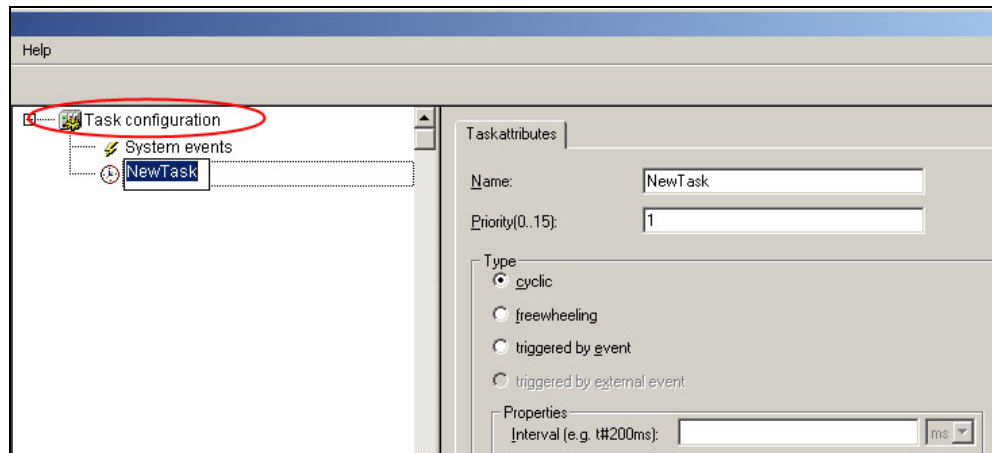 Help
Task configuration
System events
NewTask
Taskattributes
Name: NewTask
Priority(0..15): 1
Type
cyclic
freewheeling
triggered by event
triggered by external event
Properties
Interval (e.g. t#200ms): ms